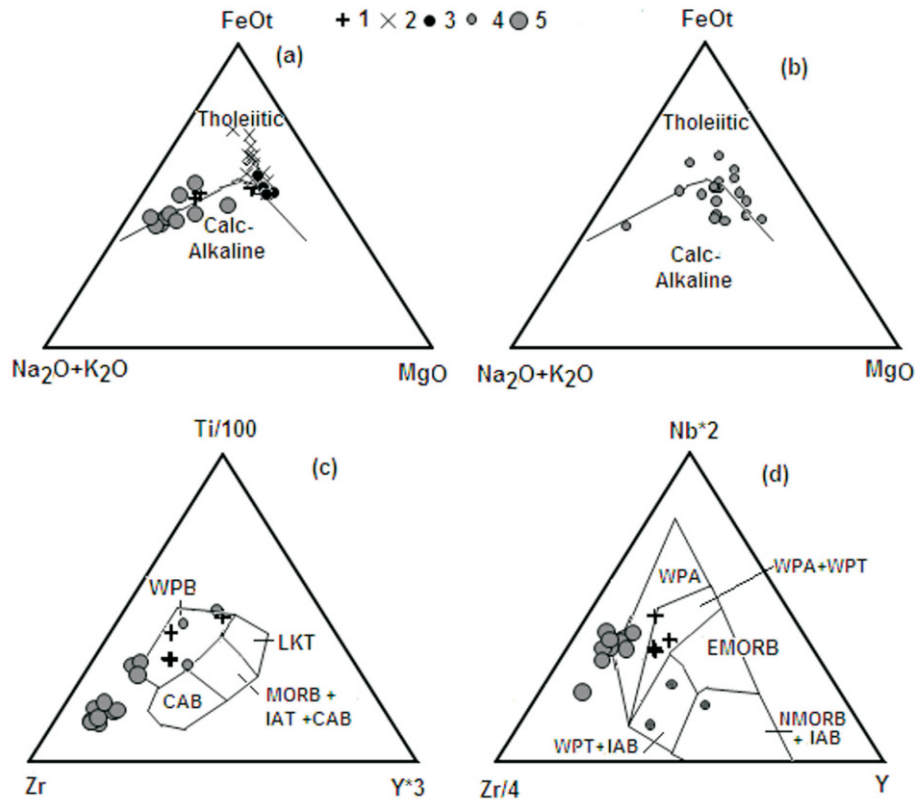 FeOt 1 2 3 4 5 FeOt
(a) (b)
Tholeiitic Tholeiitic
Calc-
Alkaline
Calc-
Alkaline
Na₂O+K₂O MgO Na₂O+K₂O MgO
Ti/100 Nb*2
(c) (d)
WPB WPA WPA+WPT
LKT EMORB
CAB MORB +
IAT +CAB
WPT+IAB NMORB
+ IAB
Zr Y*3 Zr/4 Y